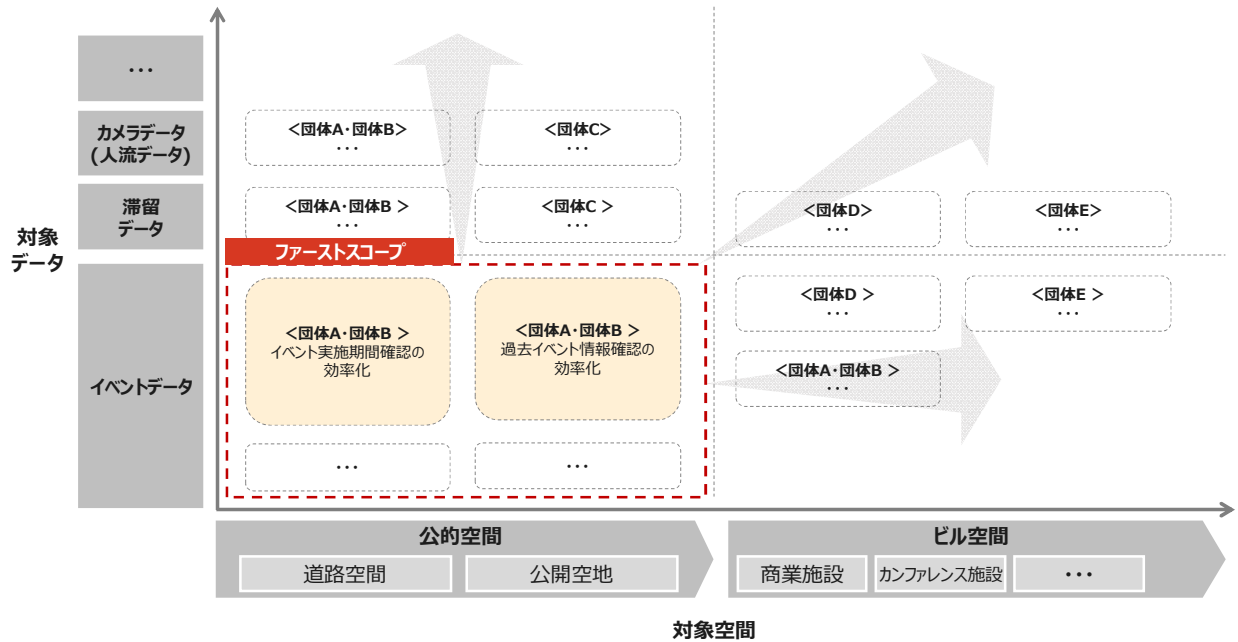 対象
データ
・・・
カメラデータ
(人流データ)
滞留
データ
イベントデータ
<団体A・団体B>
・・・
<団体C>
・・・
<団体A・団体B >
・・・
<団体C >
・・・
<団体D>
・・・
<団体E>
・・・
ファーストスコープ
<団体A・団体B >
イベント実施期間確認の
効率化
<団体A・団体B >
過去イベント情報確認の
効率化
・・・
・・・
<団体D >
・・・
<団体E >
・・・
<団体A・団体B >
・・・
公的空間
道路空間
公開空地
ビル空間
商業施設
カンファレンス施設
・・・
対象空間